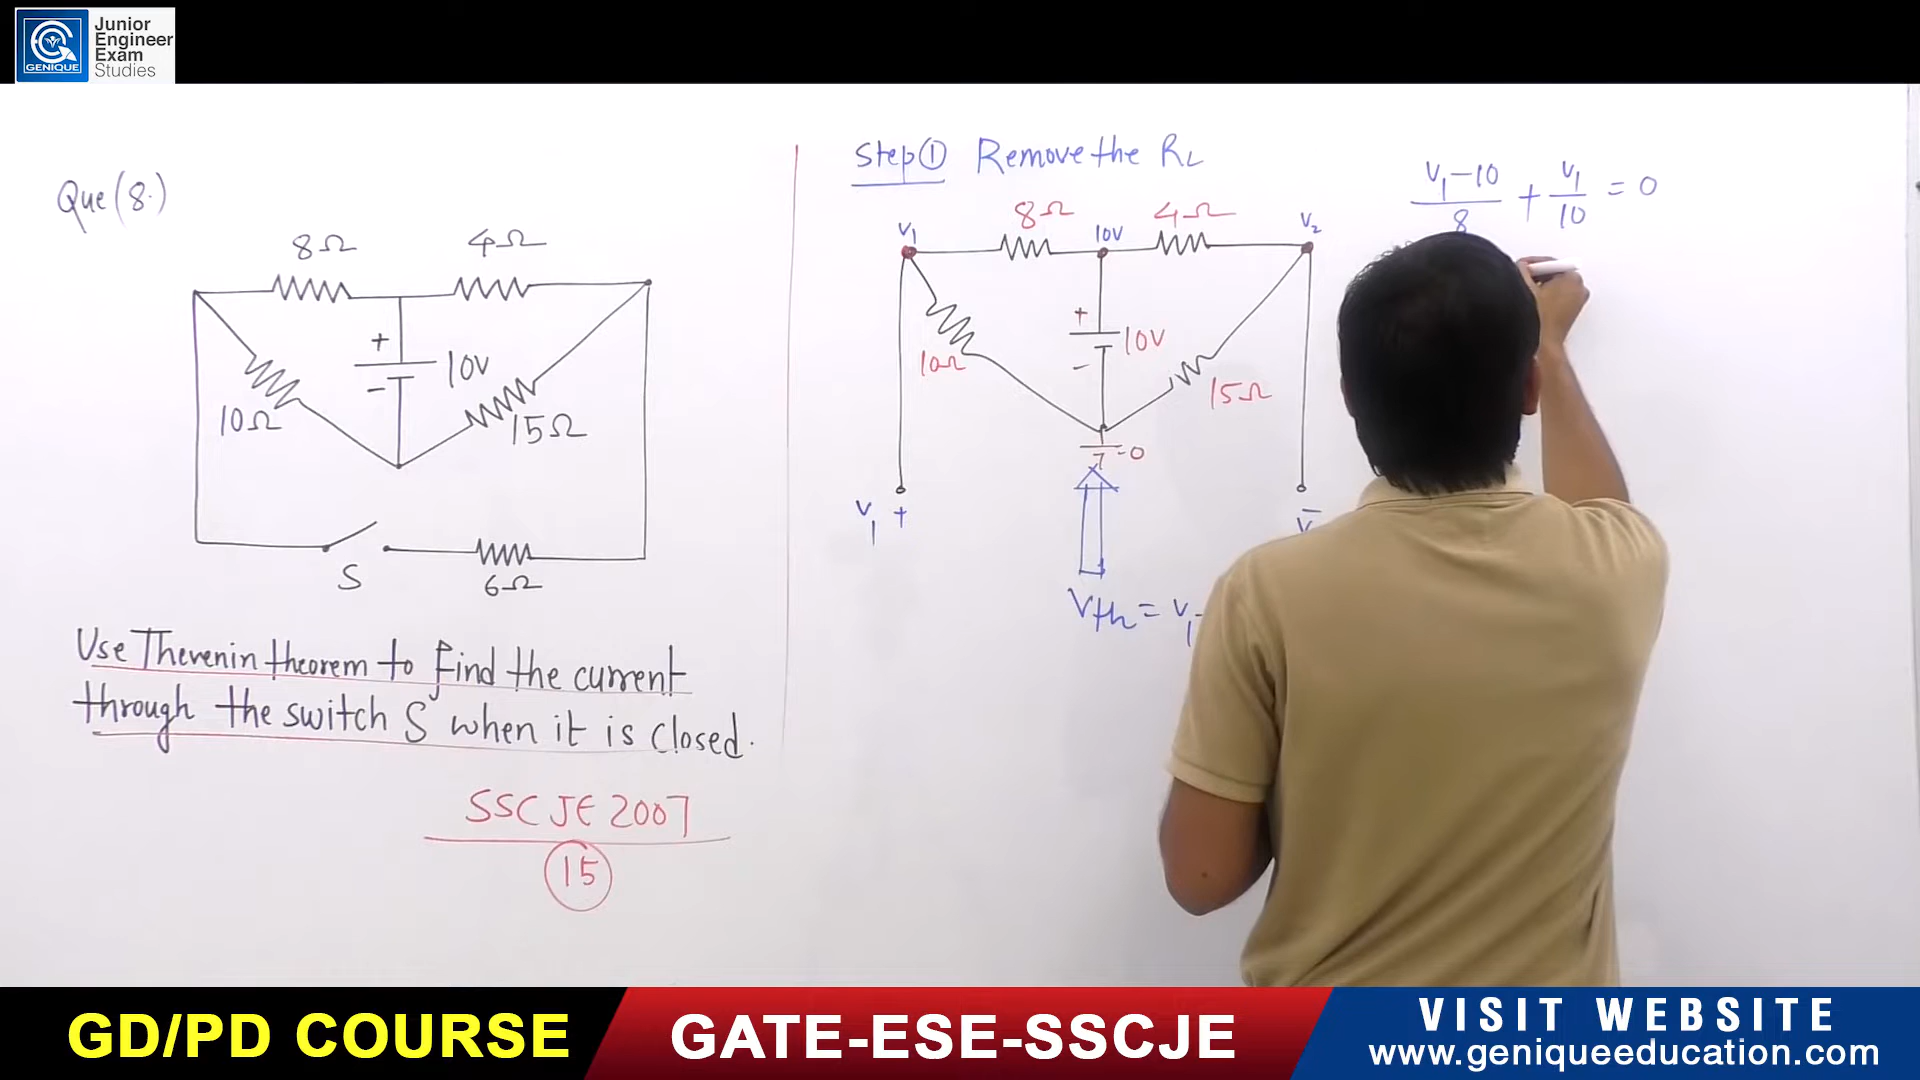 GENIQUE
Junior
Engineer
Exam
Studies
Que (8.)
8Ω
4Ω
+
10V
-
10Ω
15Ω
S
6Ω
Use Thevenin theorem to find the current
through the switch S when it is closed.
SSC JE 2007
15
Step ① Remove the RL
V1
8Ω
10V
4Ω
V2
+
10V
-
10Ω
15Ω
0
V1 +
-
Vth = V1 -
V1-10/8 + V1/10 = 0
GD/PD COURSE
GATE-ESE-SSCJE
VISIT WEBSITE
www.geniqueeducation.com